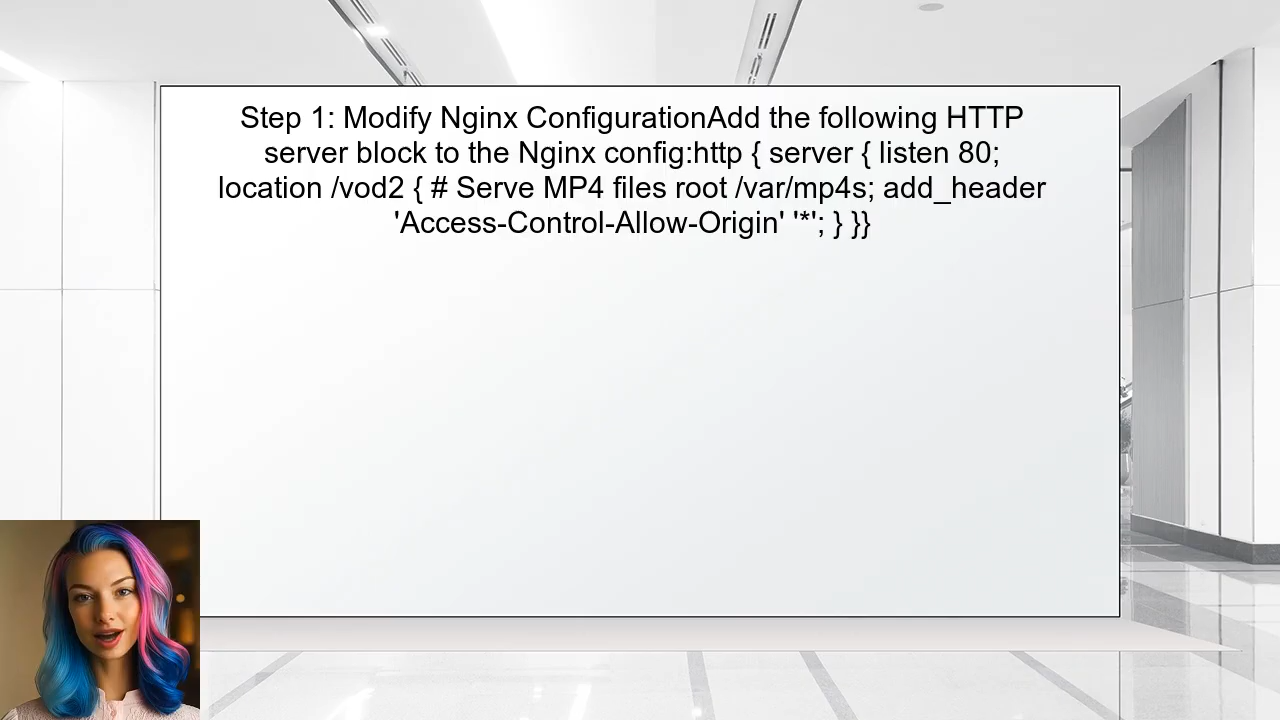 Step 1: Modify Nginx ConfigurationAdd the following HTTP
server block to the Nginx config:http { server { listen 80;
location /vod2 { # Serve MP4 files root /var/mp4s; add_header
'Access-Control-Allow-Origin' '*'; } }}